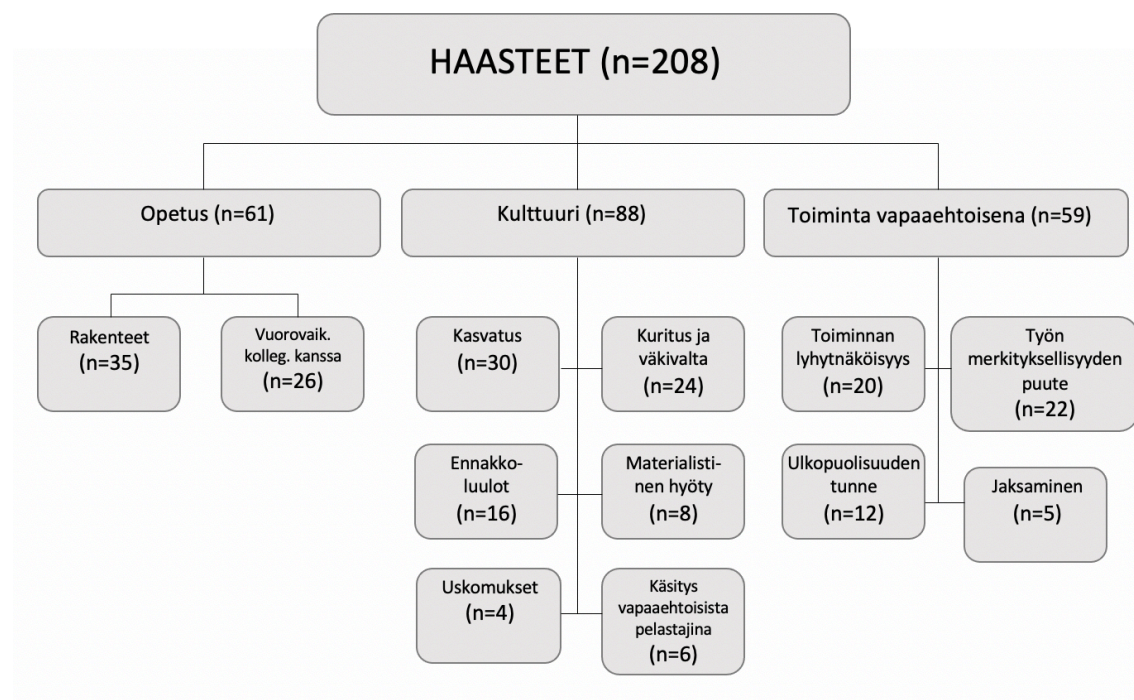 HAASTEET (n=208)
Opetus (n=61)
Kulttuuri (n=88)
Toiminta vapaaehtoisena (n=59)
Rakenteet
(n=35)
Vuorovaik.
kolleg. kanssa
(n=26)
Kasvatus
(n=30)
Kuritus ja
väkivalta
(n=24)
Toiminnan
lyhytnäköisyys
(n=20)
Työn
merkityksellisyyden
puute
(n=22)
Ennakko-
luulot
(n=16)
Materialisti-
nen hyöty
(n=8)
Ulkopuolisuuden
tunne
(n=12)
Jaksaminen
(n=5)
Uskomukset
(n=4)
Käsitys
vapaaehtoisista
pelastajina
(n=6)